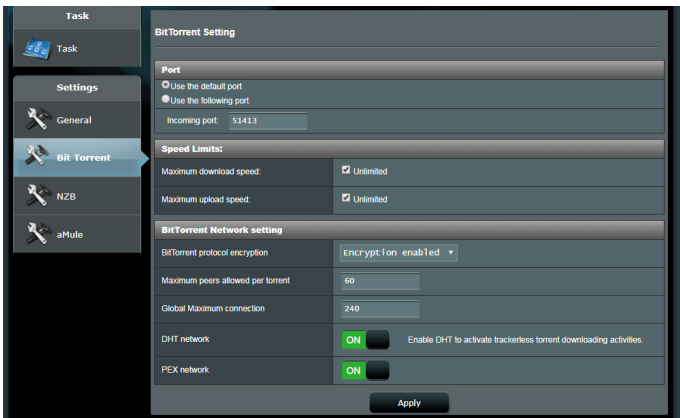 Task
Task
Settings
General
Bit Torrent
NZB
aMule
BitTorrent Setting
Port
Use the default port
Use the following port
Incoming port: 51413
Speed Limits:
Maximum download speed: Unlimited
Maximum upload speed: Unlimited
BitTorrent Network setting
BitTorrent protocol encryption Encryption enabled
Maximum peers allowed per torrent 60
Global Maximum connection 240
DHT network ON Enable DHT to activate trackerless torrent downloading activities.
PEX network ON
Apply